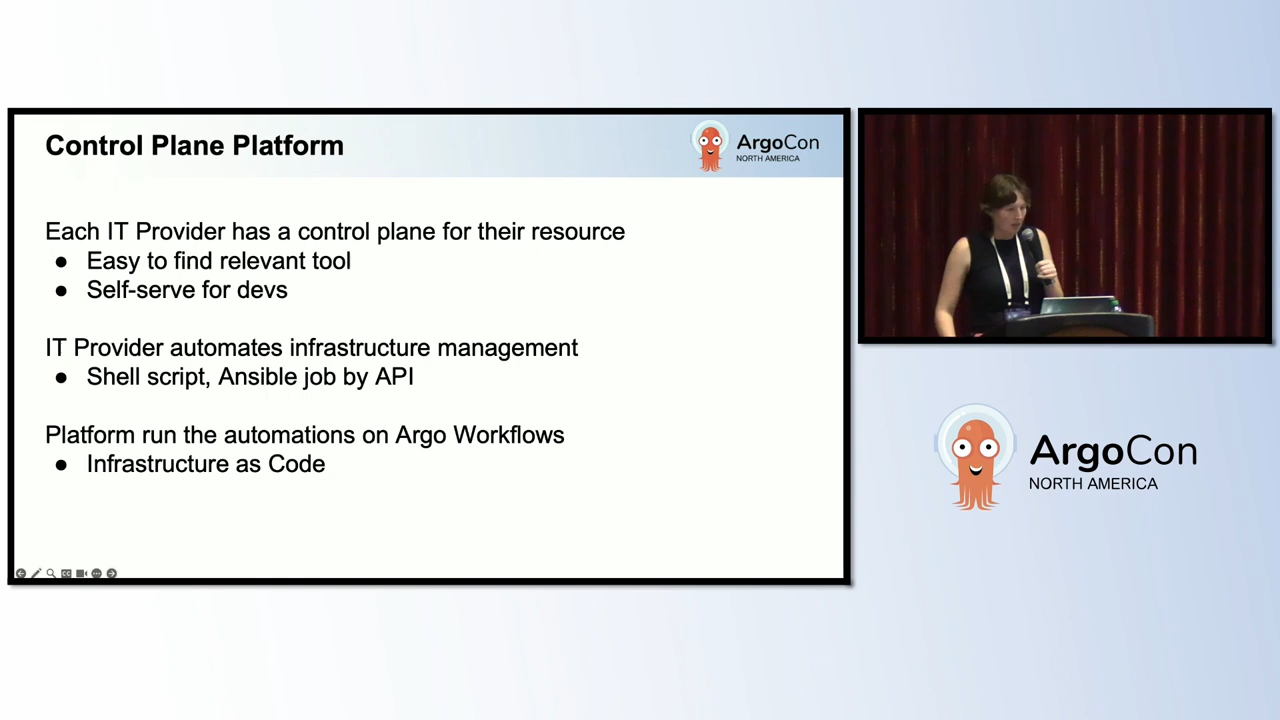 Control Plane Platform
ArgoCon
NORTH AMERICA
Each IT Provider has a control plane for their resource
● Easy to find relevant tool
● Self-serve for devs
IT Provider automates infrastructure management
● Shell script, Ansible job by API
Platform run the automations on Argo Workflows
● Infrastructure as Code
ArgoCon
NORTH AMERICA